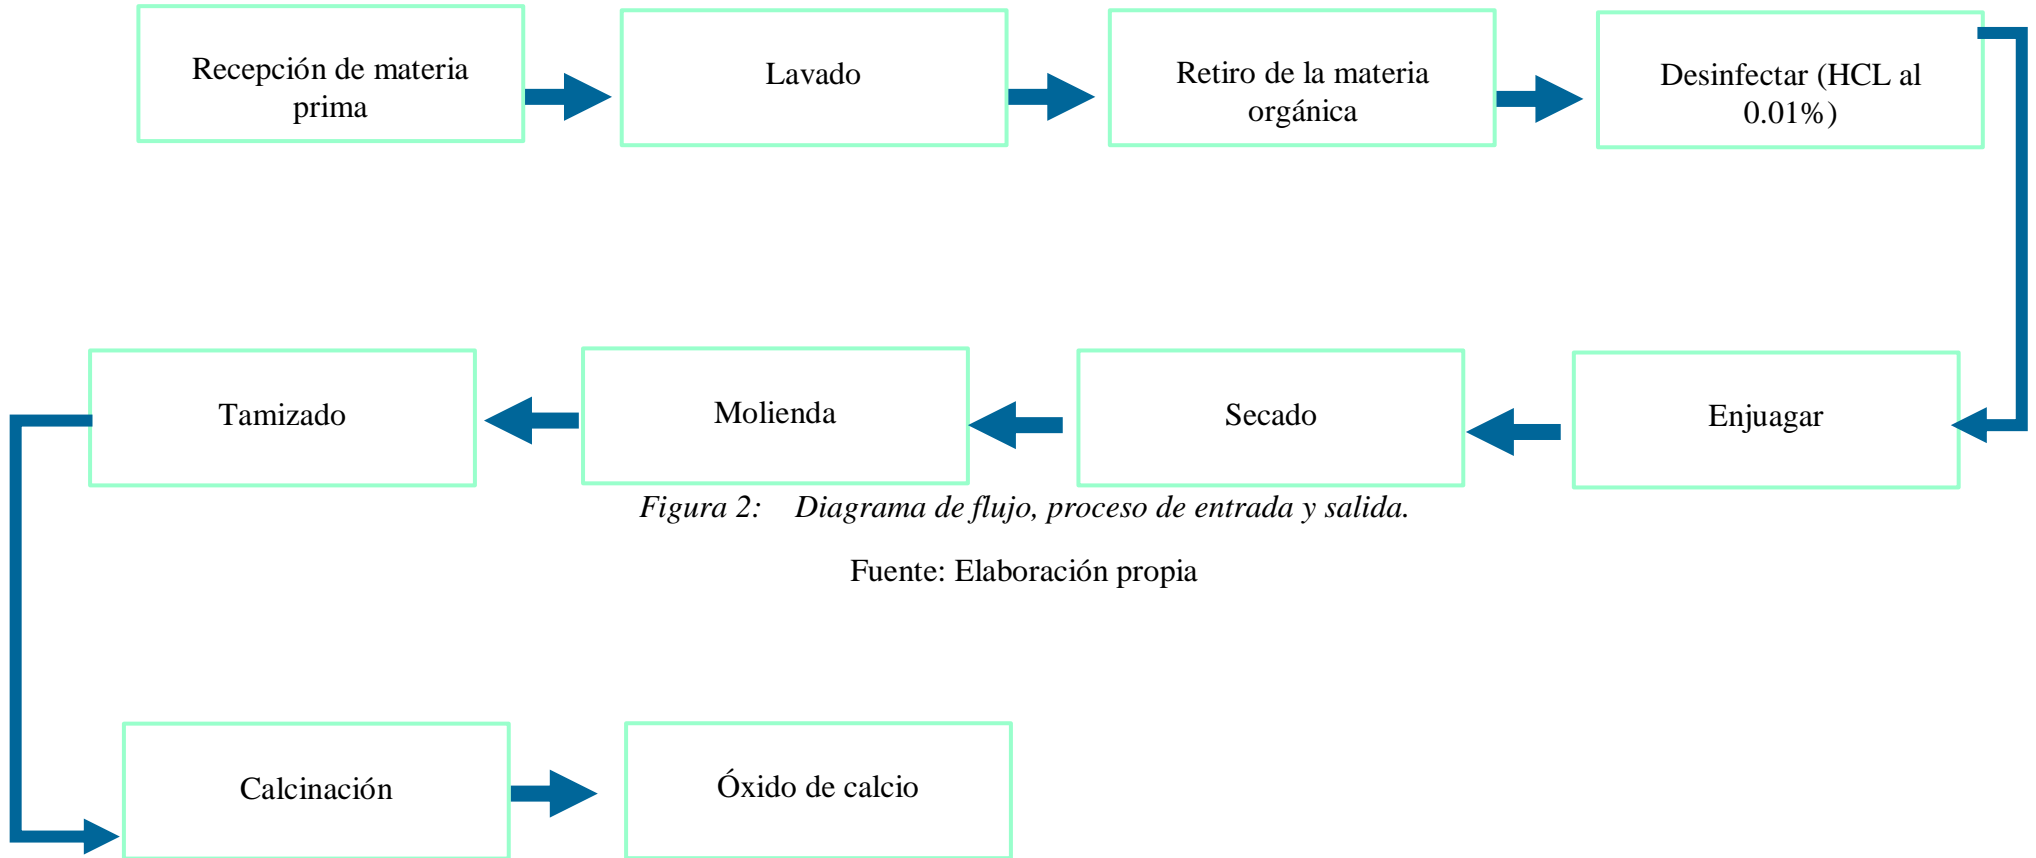 Recepción de materia
prima
Lavado
Retiro de la materia
orgánica
Desinfectar (HCL al
0.01%)
Tamizado
Molienda
Secado
Enjuagar
Figura 2: Diagrama de flujo, proceso de entrada y salida.
Fuente: Elaboración propia
Calcinación
Óxido de calcio